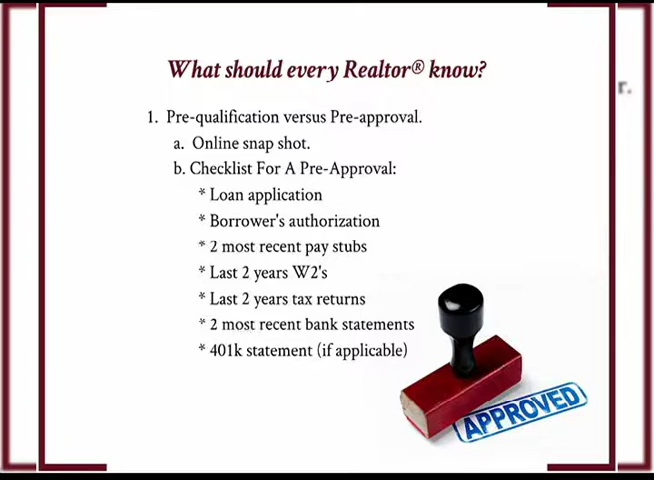 What should every Realtor® know?
1. Pre-qualification versus Pre-approval.
a. Online snap shot.
b. Checklist For A Pre-Approval:
* Loan application
* Borrower's authorization
* 2 most recent pay stubs
* Last 2 years W2's
* Last 2 years tax returns
* 2 most recent bank statements
* 401k statement (if applicable)
APPROVED